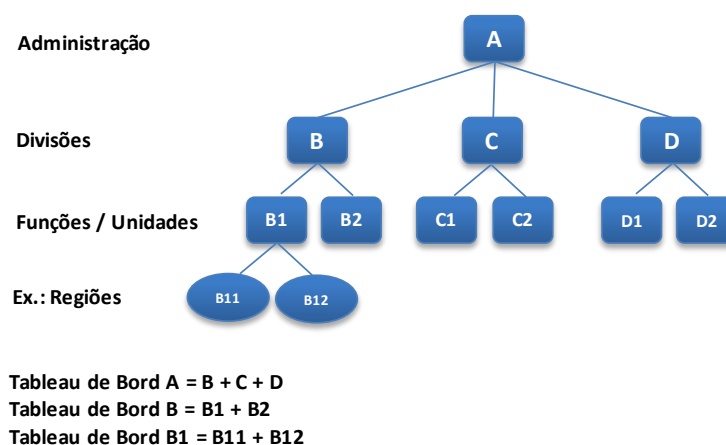 Administração
A
Divisões
B
C
D
Funções / Unidades
B1
B2
C1
C2
D1
D2
Ex.: Regiões
B11
B12
Tableau de Bord A = B + C + D
Tableau de Bord B = B1 + B2
Tableau de Bord B1 = B11 + B12